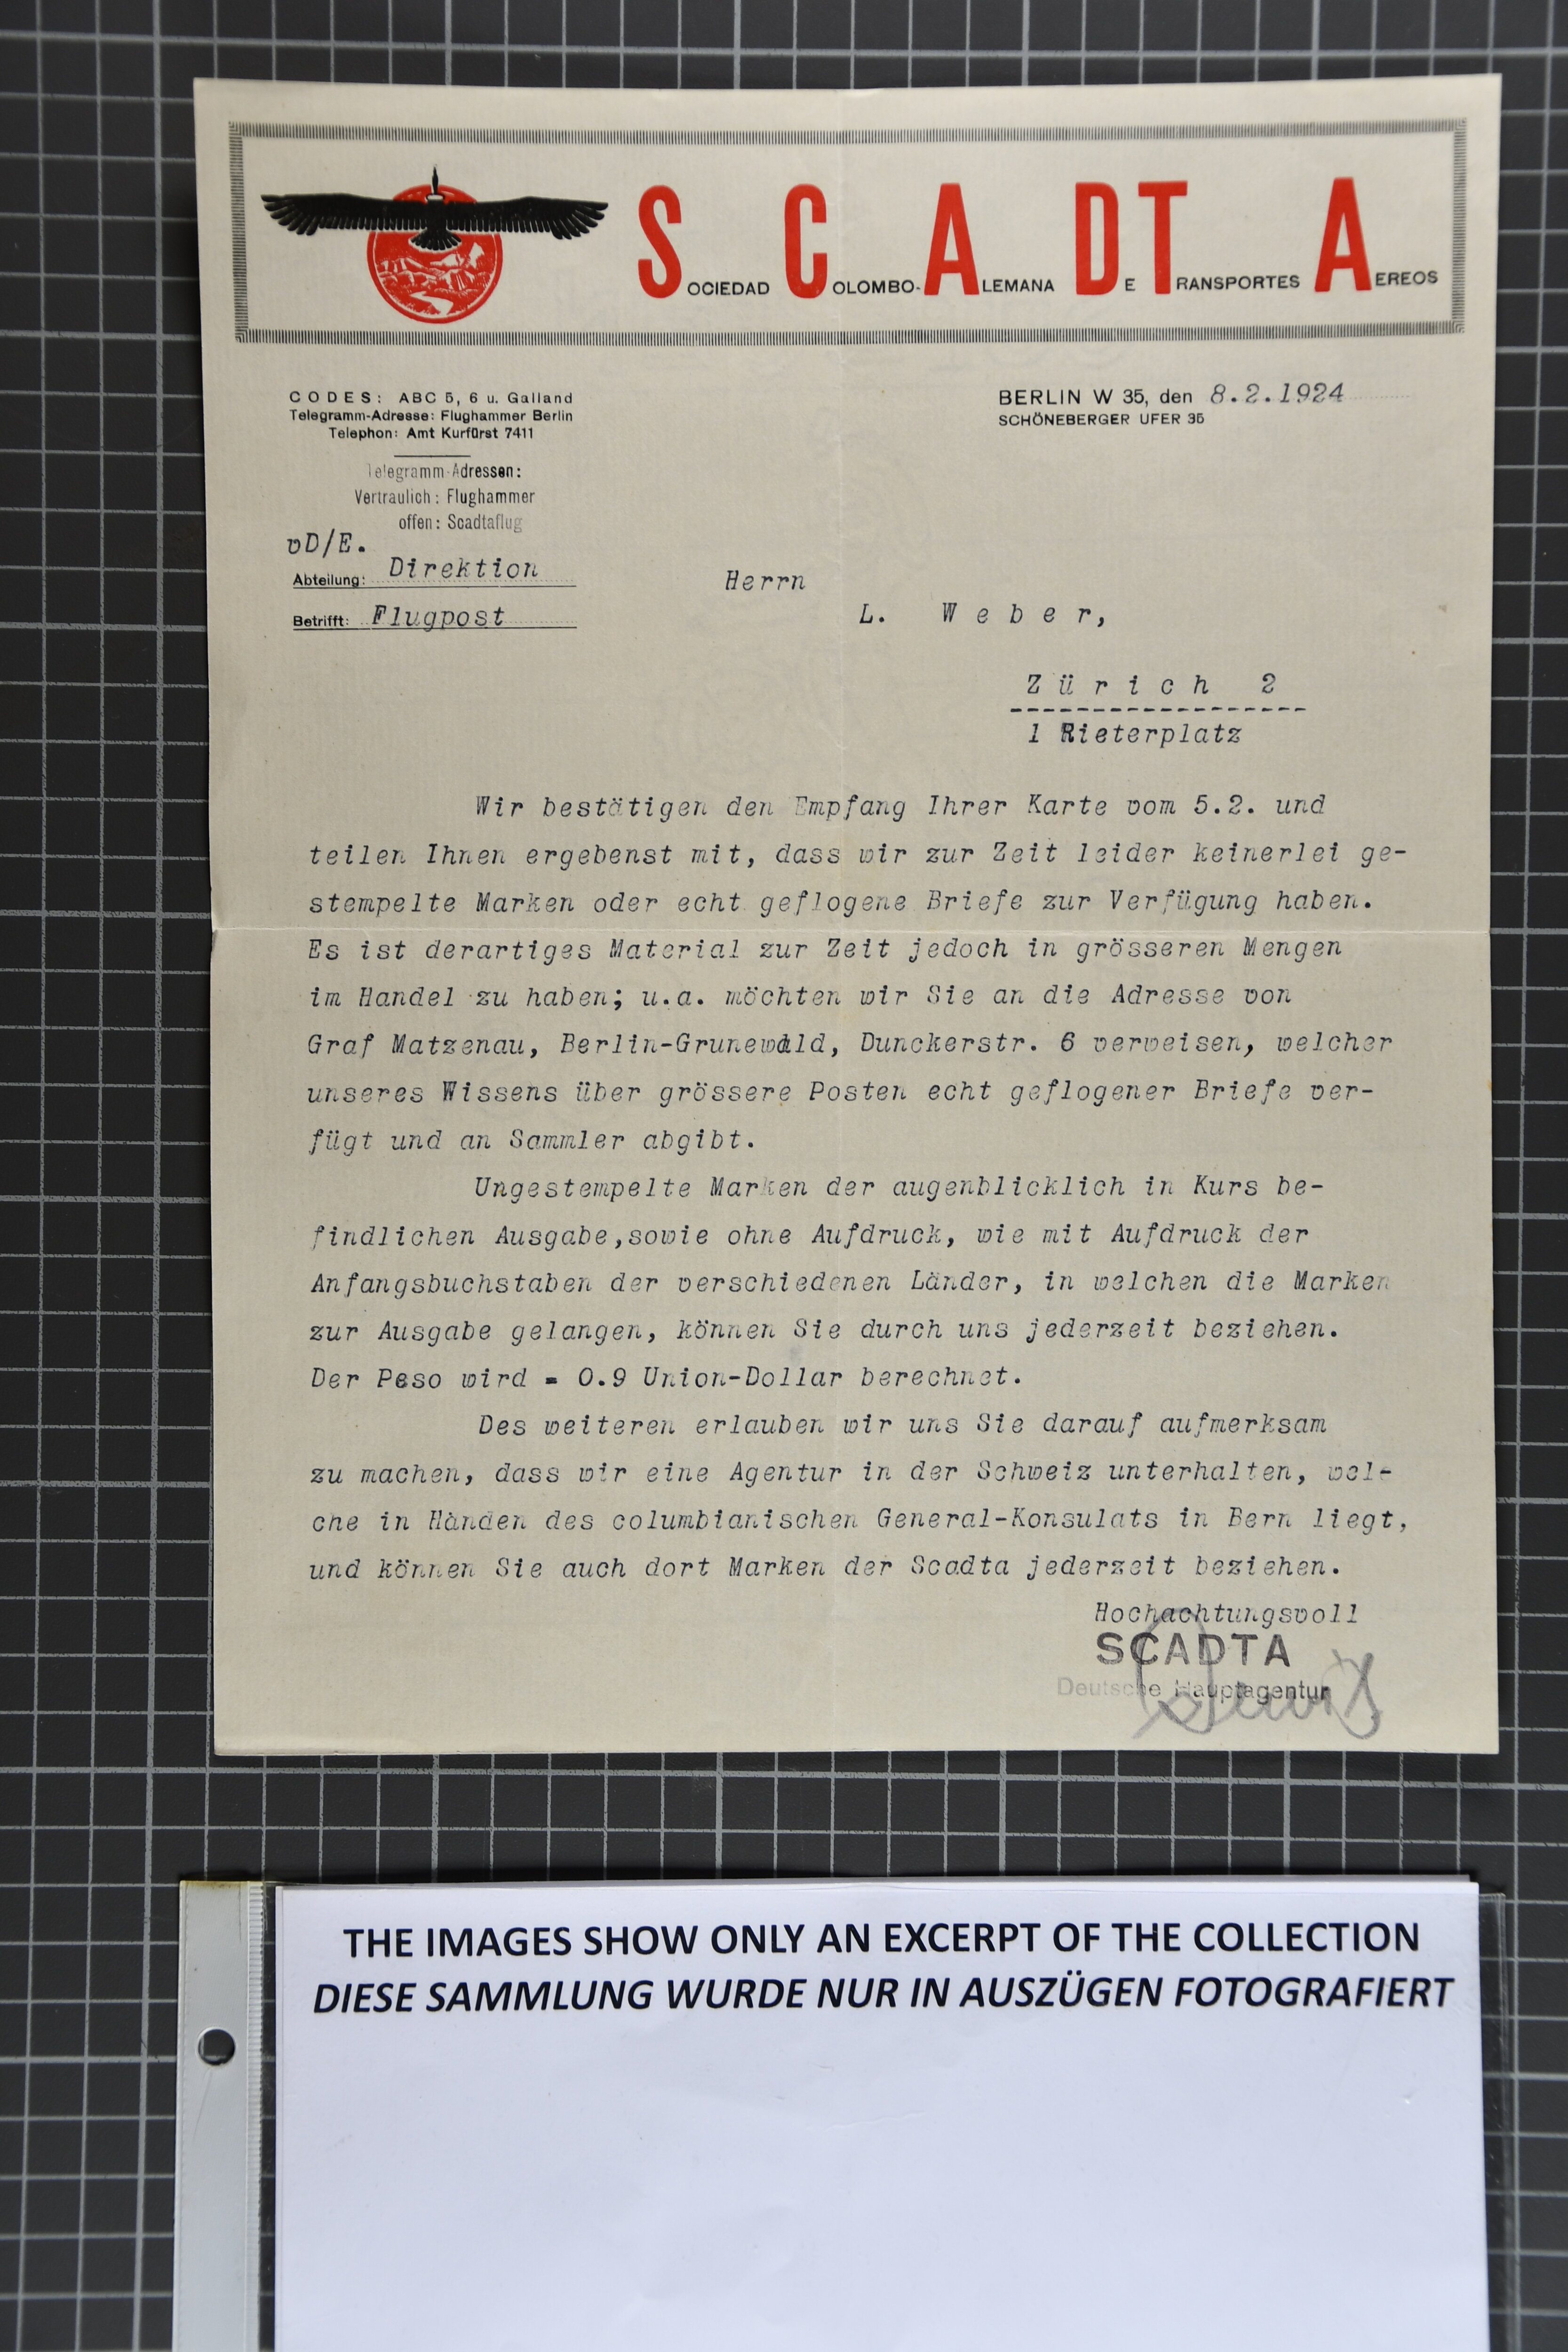 SOCIEDAD COLOMBO-ALEMANA DE TRANSPORTES AEREOS
CODES: ABC 5, 6 u. Galland
Telegramm-Adresse: Flughammer Berlin
Telephon: Amt Kurfürst 7411
BERLIN W 35, den 8.2.1924
SCHÖNEBERGER UFER 35
Telegramm-Adressen:
Vertraulich: Flughammer
offen: Scadtaflug
vD/E.
Abteilung: Direktion
Betrifft: Flugpost
Herrn
L. Weber,
Zürich 2
1 Rieterplatz
Wir bestätigen den Empfang Ihrer Karte vom 5.2. und
teilen Ihnen ergebenst mit, dass wir zur Zeit leider keinerlei ge-
stempelte Marken oder echt geflogene Briefe zur Verfügung haben.
Es ist derartiges Material zur Zeit jedoch in grösseren Mengen
im Handel zu haben; u.a. möchten wir Sie an die Adresse von
Graf Matzenau, Berlin-Grunewald, Dunckerstr. 6 verweisen, welcher
unseres Wissens über grössere Posten echt geflogener Briefe ver-
fügt und an Sammler abgibt.
Ungestempelte Marken der augenblicklich in Kurs be-
findlichen Ausgabe,sowie ohne Aufdruck, wie mit Aufdruck der
Anfangsbuchstaben der verschiedenen Länder, in welchen die Marken
zur Ausgabe gelangen, können Sie durch uns jederzeit beziehen.
Der Peso wird = 0.9 Union-Dollar berechnet.
Des weiteren erlauben wir uns Sie darauf aufmerksam
zu machen, dass wir eine Agentur in der Schweiz unterhalten, wel-
che in Händen des columbianischen General-Konsulats in Bern liegt,
und können Sie auch dort Marken der Scadta jederzeit beziehen.
Hochachtungsvoll
SCADTA
Deutsche Hauptagentur
THE IMAGES SHOW ONLY AN EXCERPT OF THE COLLECTION
DIESE SAMMLUNG WURDE NUR IN AUSZÜGEN FOTOGRAFIERT